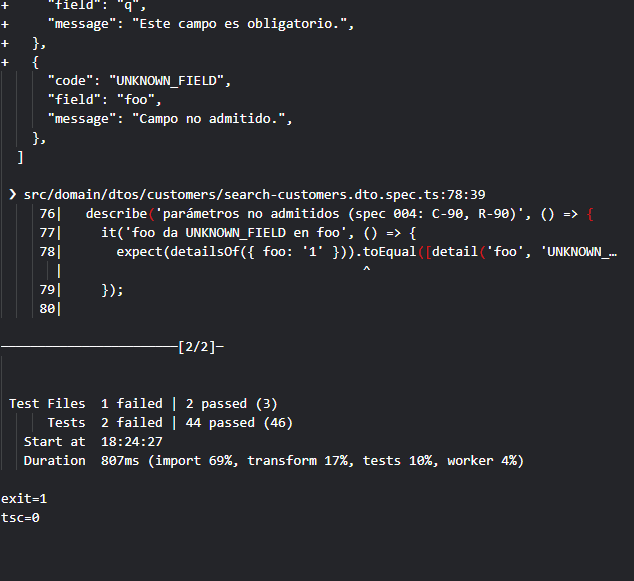 + "field": "q",
+ "message": "Este campo es obligatorio.",
+ },
+ {
"code": "UNKNOWN_FIELD",
"field": "foo",
"message": "Campo no admitido.",
},
]
❯ src/domain/dtos/customers/search-customers.dto.spec.ts:78:39
76| describe('parámetros no admitidos (spec 004: C-90, R-90)', () => {
77| it('foo da UNKNOWN_FIELD en foo', () => {
78| expect(detailsOf({ foo: '1' })).toEqual([detail('foo', 'UNKNOWN_…
| ^
79| });
80|
[2/2]
Test Files 1 failed | 2 passed (3)
Tests 2 failed | 44 passed (46)
Start at 18:24:27
Duration 807ms (import 69%, transform 17%, tests 10%, worker 4%)
exit=1
tsc=0